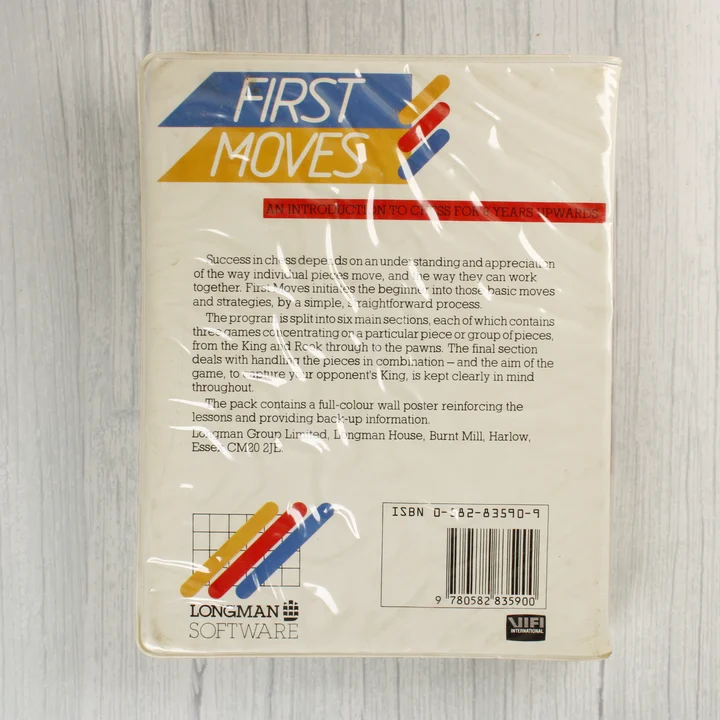 FIRST
MOVES
AN INTRODUCTION TO CHESS FOR YEARS UPWARDS
Success in chess depends on an understanding and appreciation
of the way individual pieces move, and the way they can work
together. First Moves initiates the beginner into those basic moves
and strategies, by a simple, straightforward process.
The program is split into six main sections, each of which contains
three games concentrating on a particular piece or group of pieces,
from the King and Rook through to the pawns. The final section
deals with handling the pieces in combination – and the aim of the
game, to capture your opponent's King, is kept clearly in mind
throughout.
The pack contains a full-colour wall poster reinforcing the
lessons and providing back-up information.
Longman Group Limited, Longman House, Burnt Mill, Harlow,
Essex CM20 2JE.
ISBN 0-582-83590-9
9 780582 835900
LONGMAN
SOFTWARE
INTERNATIONAL